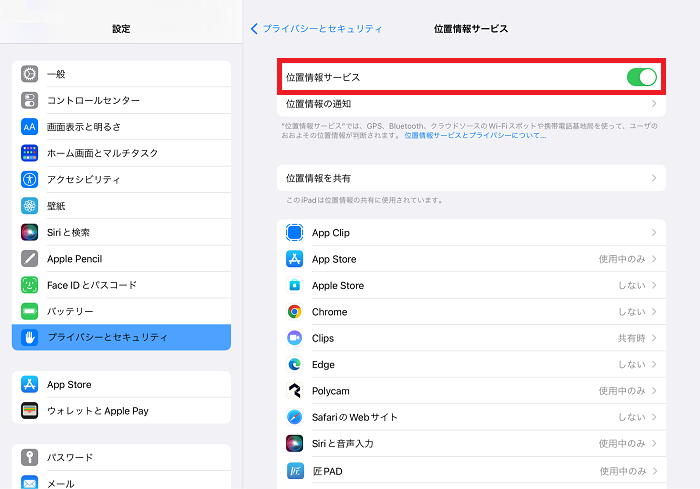 設定
一般
コントロールセンター
画面表示と明るさ
ホーム画面とマルチタスク
アクセシビリティ
壁紙
Siriと検索
Apple Pencil
Face IDとパスコード
バッテリー
プライバシーとセキュリティ
App Store
ウォレットとApple Pay
パスワード
メール
プライバシーとセキュリティ
位置情報サービス
位置情報サービス
位置情報の通知
"位置情報サービス"では、GPS、Bluetooth、クラウドソースのWi-Fiスポットや携帯電話基地局を使って、ユーザの
おおよその位置情報が判断されます。 位置情報サービスとプライバシーについて...
位置情報を共有
このiPadは位置情報の共有に使用されています。
App Clip
App Store 使用中のみ
Apple Store しない
Chrome しない
Clips 共有時
Edge しない
Polycam 使用中のみ
SafariのWebサイト しない
Siriと音声入力 使用中のみ
匠PAD 使用中のみ